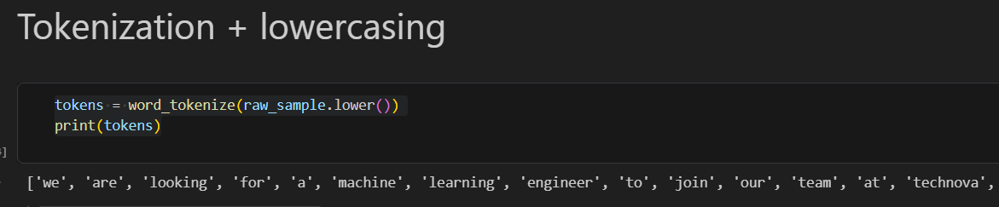 Tokenization + lowercasing
tokens = word_tokenize(raw_sample.lower())
print(tokens)
]
['we', 'are', 'looking', 'for', 'a', 'machine', 'learning', 'engineer', 'to', 'join', 'our', 'team', 'at', 'technova',